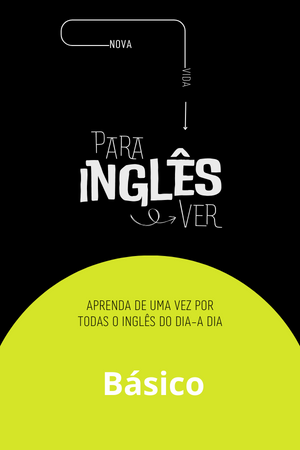 NOVA
VIDA
PARA
INGLÊS
VER
APRENDA DE UMA VEZ POR
TODAS O INGLÊS DO DIA-A DIA
Básico